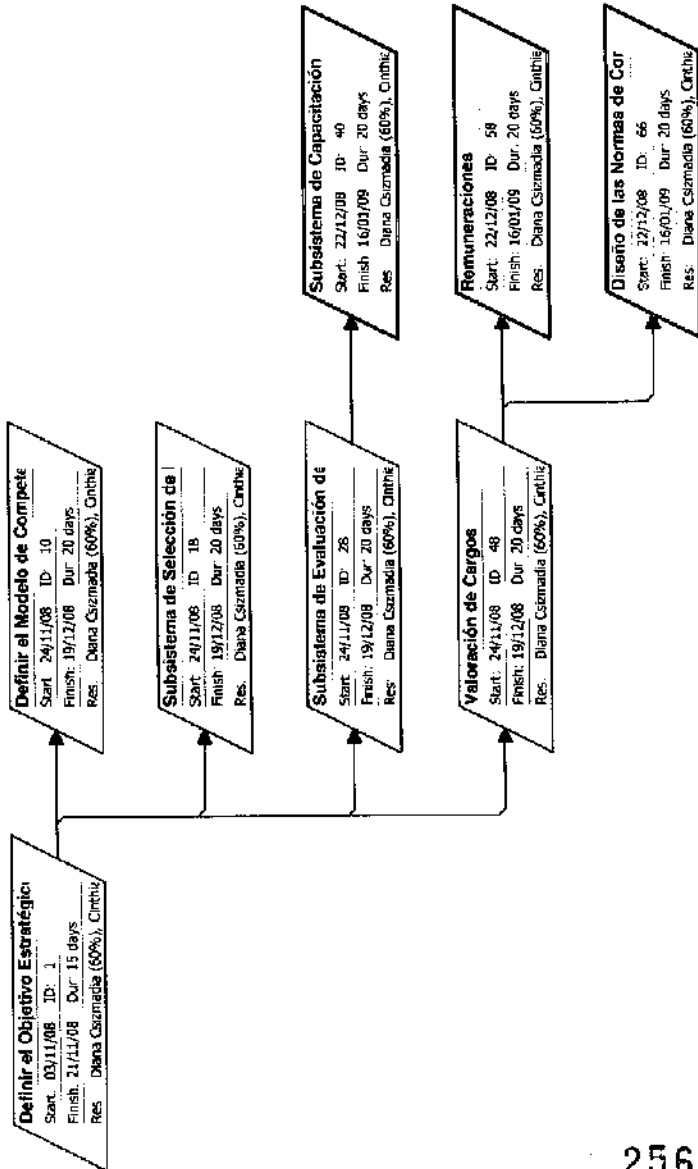 Definir el Objetivo Estratégic
Start: 03/11/08 ID: 1
Finish: 21/11/08 Dur: 15 days
Res: Diana Csizmadia (60%), Cinthia
Definir el Modelo de Compete
Start: 24/11/08 ID: 10
Finish: 19/12/08 Dur: 20 days
Res: Diana Csizmadia (60%), Cinthia
Subsistema de Selección de
Start: 24/11/08 ID: 18
Finish: 19/12/08 Dur: 20 days
Res: Diana Csizmadia (60%), Cinthia
Subsistema de Evaluación de
Start: 24/11/08 ID: 28
Finish: 19/12/08 Dur: 20 days
Res: Diana Csizmadia (60%), Cinthia
Valoración de Cargos
Start: 24/11/08 ID: 48
Finish: 19/12/08 Dur: 20 days
Res: Diana Csizmadia (60%), Cinthia
Subsistema de Capacitación
Start: 22/12/08 ID: 40
Finish: 16/01/09 Dur: 20 days
Res: Diana Csizmadia (60%), Cinthia
Remuneraciones
Start: 22/12/08 ID: 58
Finish: 16/01/09 Dur: 20 days
Res: Diana Csizmadia (60%), Cinthia
Diseño de las Normas de Cor
Start: 22/12/08 ID: 66
Finish: 16/01/09 Dur: 20 days
Res: Diana Csizmadia (60%), Cinthia
256